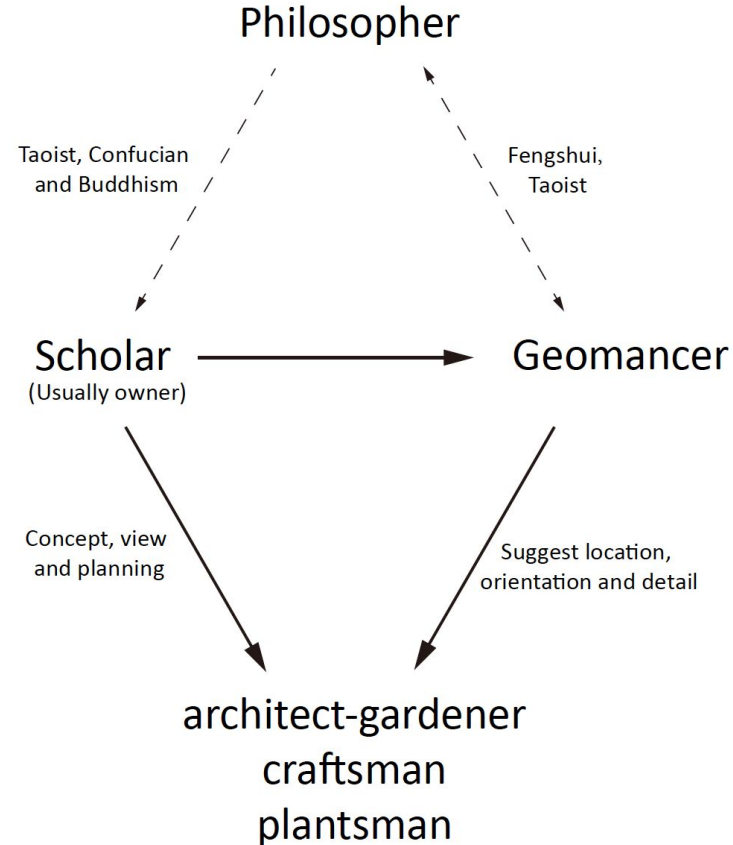 Philosopher
Taoist, Confucian
and Buddhism
Fengshui,
Taoist
Scholar
(Usually owner)
Geomancer
Concept, view
and planning
Suggest location,
orientation and detail
architect-gardener
craftsman
plantsman